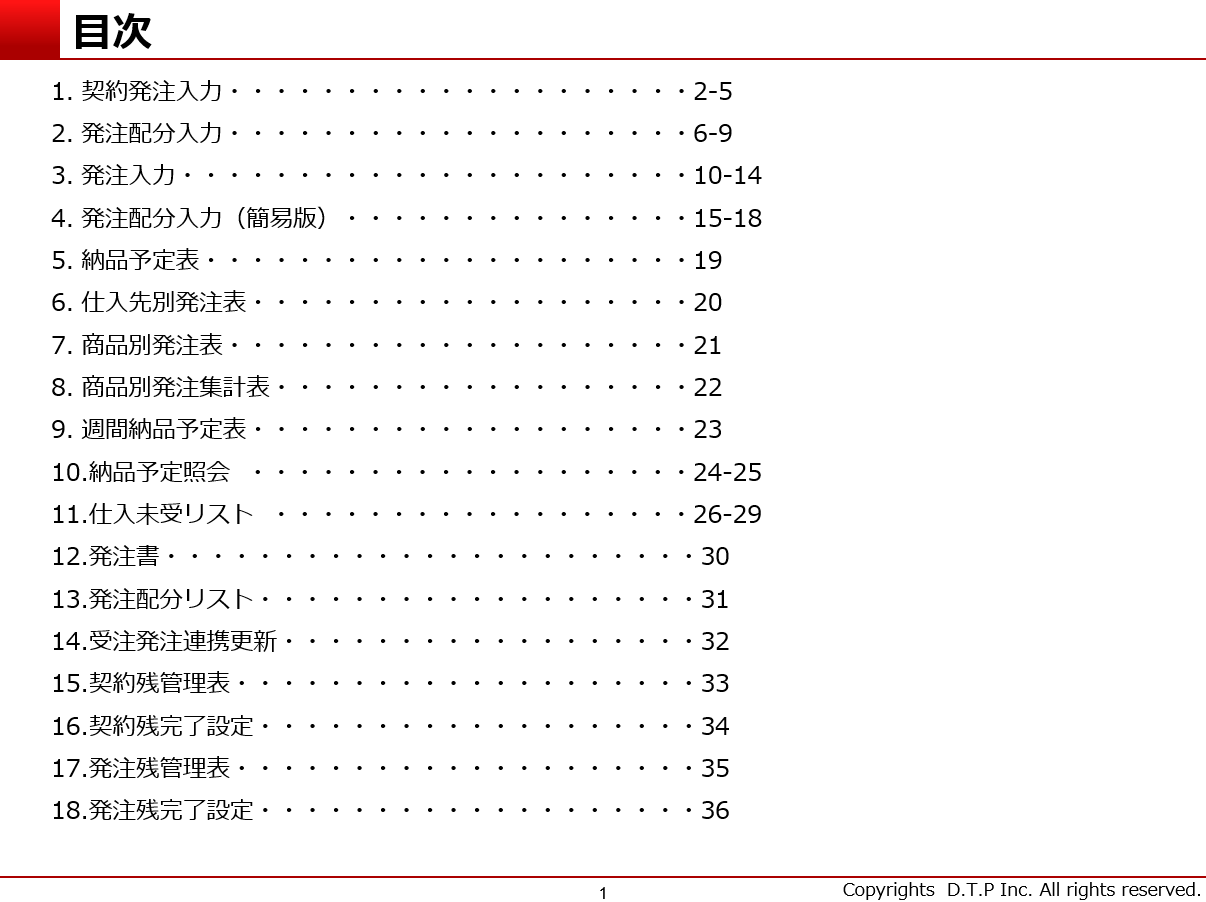 目次
1. 契約発注入力・・・・・・・・・・・・・・・・・・・・2-5
2. 発注配分入力・・・・・・・・・・・・・・・・・・・・6-9
3. 発注入力・・・・・・・・・・・・・・・・・・・・・・10-14
4. 発注配分入力（簡易版）・・・・・・・・・・・・・・・15-18
5. 納品予定表・・・・・・・・・・・・・・・・・・・・・19
6. 仕入先別発注表・・・・・・・・・・・・・・・・・・・20
7. 商品別発注表・・・・・・・・・・・・・・・・・・・・21
8. 商品別発注集計表・・・・・・・・・・・・・・・・・・22
9. 週間納品予定表・・・・・・・・・・・・・・・・・・・23
10.納品予定照会　・・・・・・・・・・・・・・・・・・・24-25
11.仕入未受リスト　・・・・・・・・・・・・・・・・・・26-29
12.発注書・・・・・・・・・・・・・・・・・・・・・・・30
13.発注配分リスト・・・・・・・・・・・・・・・・・・・31
14.受注発注連携更新・・・・・・・・・・・・・・・・・・32
15.契約残管理表・・・・・・・・・・・・・・・・・・・・33
16.契約残完了設定・・・・・・・・・・・・・・・・・・・34
17.発注残管理表・・・・・・・・・・・・・・・・・・・・35
18.発注残完了設定・・・・・・・・・・・・・・・・・・・36
1
Copyrights D.T.P Inc. All rights reserved.